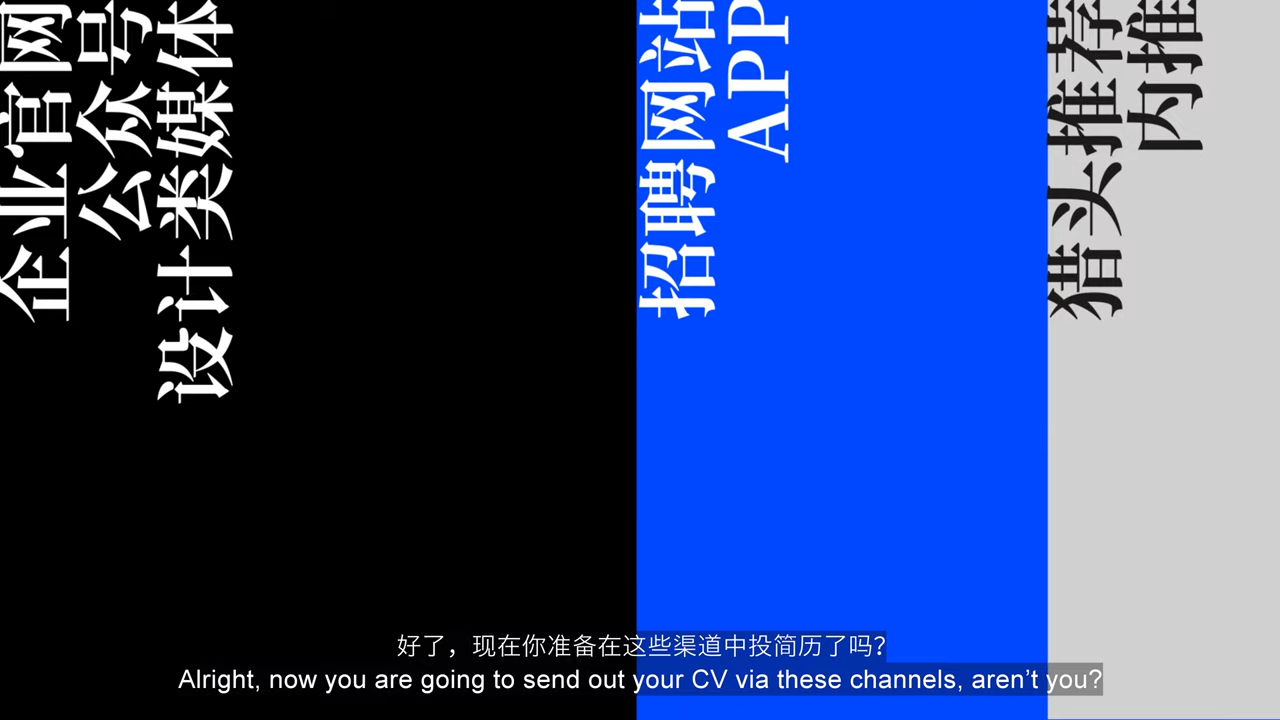 企业官网
公众号
设计类媒体
招聘网站
APP
猎头推荐
内推
好了，现在你准备在这些渠道中投简历了吗？
Alright, now you are going to send out your CV via these channels, aren't you?